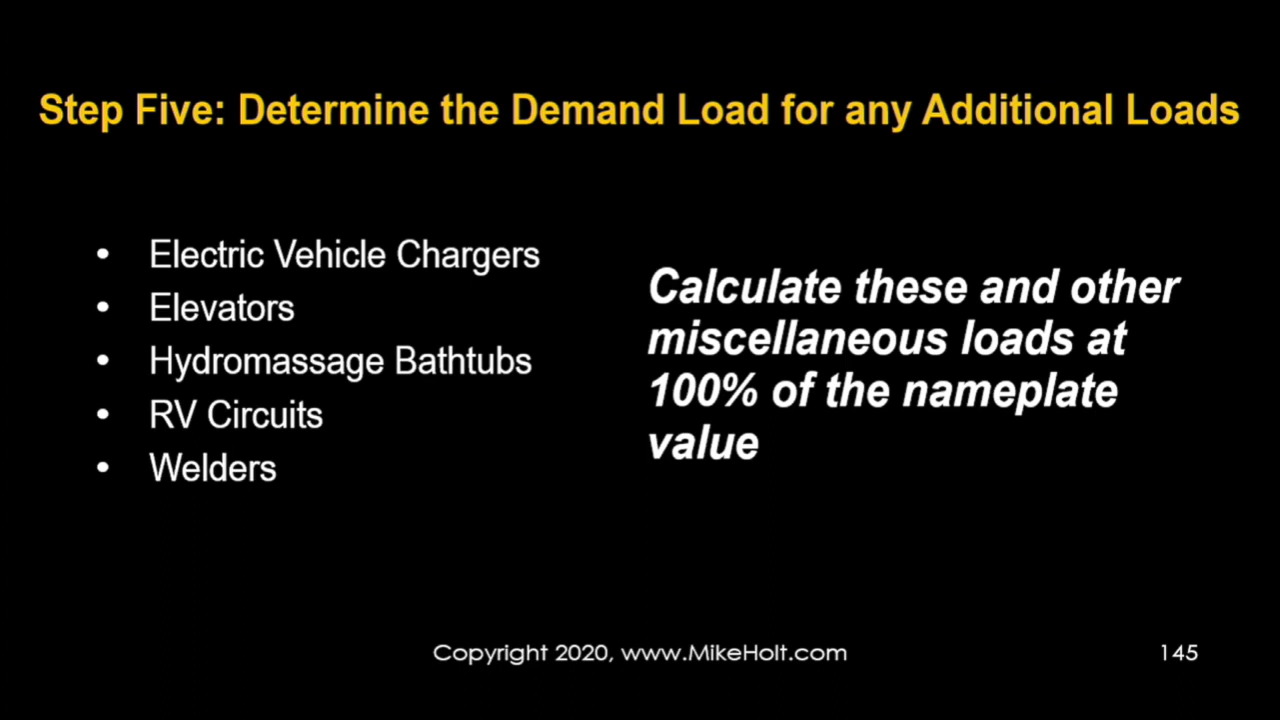 Step Five: Determine the Demand Load for any Additional Loads
• Electric Vehicle Chargers
• Elevators
• Hydromassage Bathtubs
• RV Circuits
• Welders
Calculate these and other
miscellaneous loads at
100% of the nameplate
value
Copyright 2020, www.MikeHolt.com
145